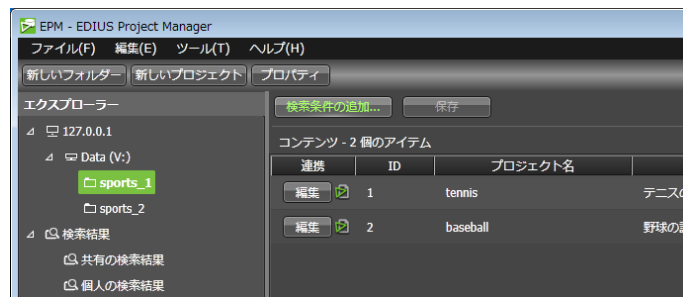 EPM - EDIUS Project Manager
ファイル(F) 編集(E) ツール(T) ヘルプ(H)
新しいフォルダー 新しいプロジェクト プロパティ
エクスプローラー
検索条件の追加... 保存
127.0.0.1
コンテンツ - 2 個のアイテム
Data (V:)
連携 ID プロジェクト名
sports_1
編集 1 tennis テニスの
sports_2
編集 2 baseball 野球の
検索結果
共有の検索結果
個人の検索結果